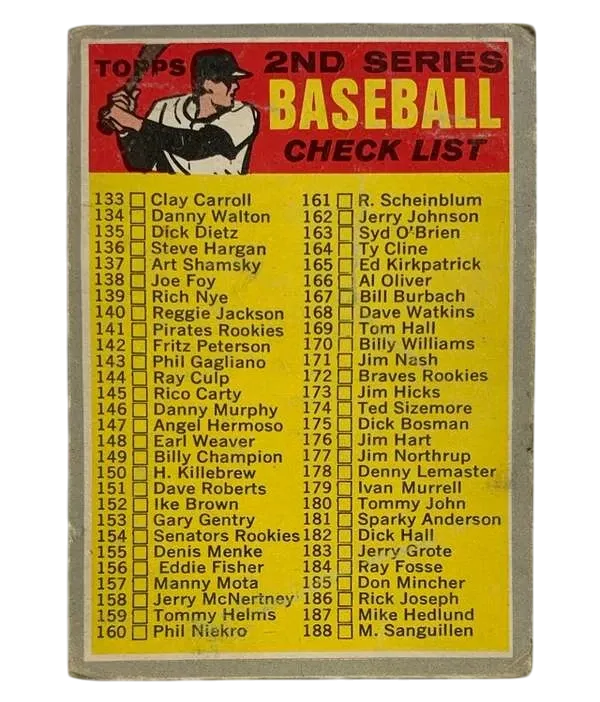 TOPPS
2ND SERIES
BASEBALL
CHECK LIST
133 Clay Carroll
134 Danny Walton
135 Dick Dietz
136 Steve Hargan
137 Art Shamsky
138 Joe Foy
139 Rich Nye
140 Reggie Jackson
141 Pirates Rookies
142 Fritz Peterson
143 Phil Gagliano
144 Ray Culp
145 Rico Carty
146 Danny Murphy
147 Angel Hermoso
148 Earl Weaver
149 Billy Champion
150 H. Killebrew
151 Dave Roberts
152 Ike Brown
153 Gary Gentry
154 Senators Rookies
155 Denis Menke
156 Eddie Fisher
157 Manny Mota
158 Jerry McNertney
159 Tommy Helms
160 Phil Niekro
161 R. Scheinblum
162 Jerry Johnson
163 Syd O'Brien
164 Ty Cline
165 Ed Kirkpatrick
166 Al Oliver
167 Bill Burbach
168 Dave Watkins
169 Tom Hall
170 Billy Williams
171 Jim Nash
172 Braves Rookies
173 Jim Hicks
174 Ted Sizemore
175 Dick Bosman
176 Jim Hart
177 Jim Northrup
178 Denny Lemaster
179 Ivan Murrell
180 Tommy John
181 Sparky Anderson
182 Dick Hall
183 Jerry Grote
184 Ray Fosse
185 Don Mincher
186 Rick Joseph
187 Mike Hedlund
188 M. Sanguillen